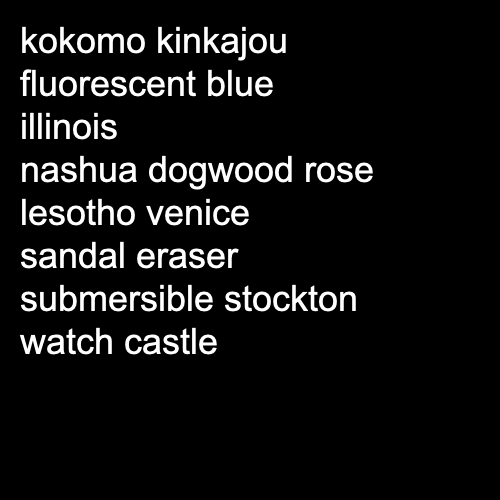 kokomo kinkajou
fluorescent blue
illinois
nashua dogwood rose
lesotho venice
sandal eraser
submersible stockton
watch castle